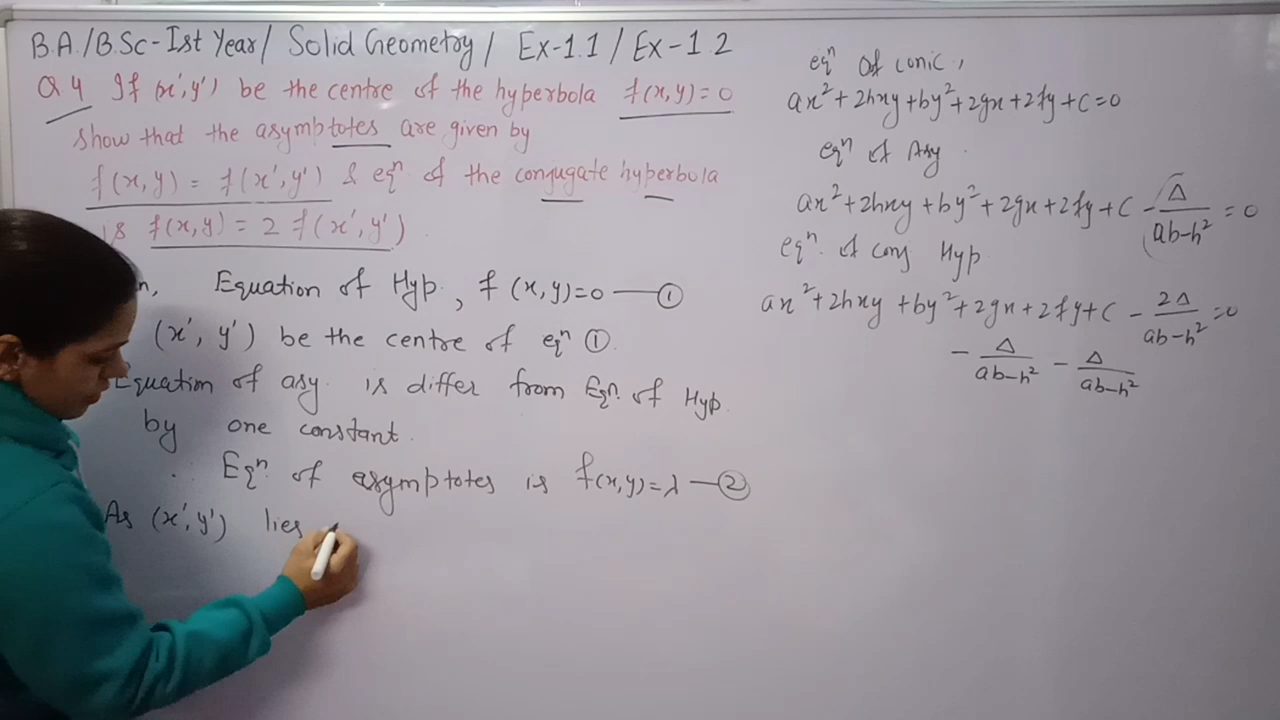 B.A./B.Sc-Ist Year/ Solid Geometry/ Ex-1.1 / Ex-1.2
Q 4 If (x', y') be the centre of the hyperbola f(x,y)=0
show that the asymptotes are given by
f(x,y) = f(x',y') & eqⁿ of the conjugate hyperbola
is f(x,y) = 2 f(x',y')
n, Equation of Hyp., f(x,y)=0 — ①
(x', y') be the centre of eqⁿ ①.
Equation of asy. is differ from Eqⁿ. of Hyp.
by one constant.
∴ Eqⁿ. of asymptotes is f(x,y)=λ — ②
As (x',y') lies
eqⁿ of conic,
ax²+2hxy+by²+2gx+2fy+c=0
eqⁿ of Asy.
ax²+2hxy+by²+2gx+2fy+c - Δ/(ab-h²) = 0
eqⁿ. of conj Hyp.
ax²+2hxy+by²+2gx+2fy+c - 2Δ/(ab-h²) = 0
- Δ/(ab-h²) - Δ/(ab-h²)